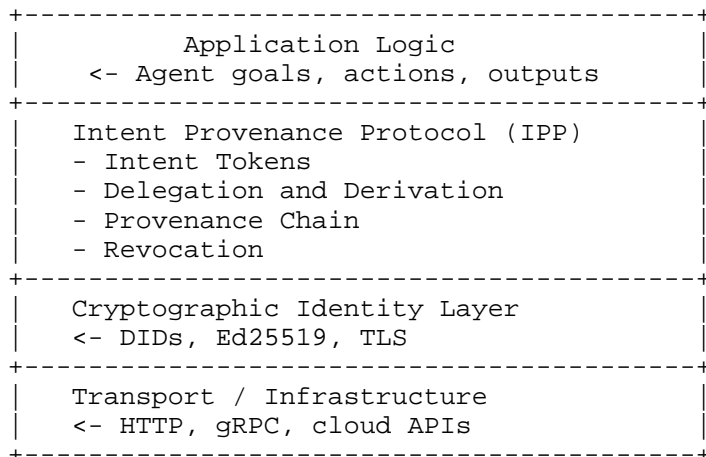 +-----------------------------------------+
|          Application Logic              |
|    <- Agent goals, actions, outputs     |
+-----------------------------------------+
|   Intent Provenance Protocol (IPP)      |
|   - Intent Tokens                       |
|   - Delegation and Derivation           |
|   - Provenance Chain                    |
|   - Revocation                          |
+-----------------------------------------+
|   Cryptographic Identity Layer          |
|   <- DIDs, Ed25519, TLS                 |
+-----------------------------------------+
|   Transport / Infrastructure            |
|   <- HTTP, gRPC, cloud APIs             |
+-----------------------------------------+